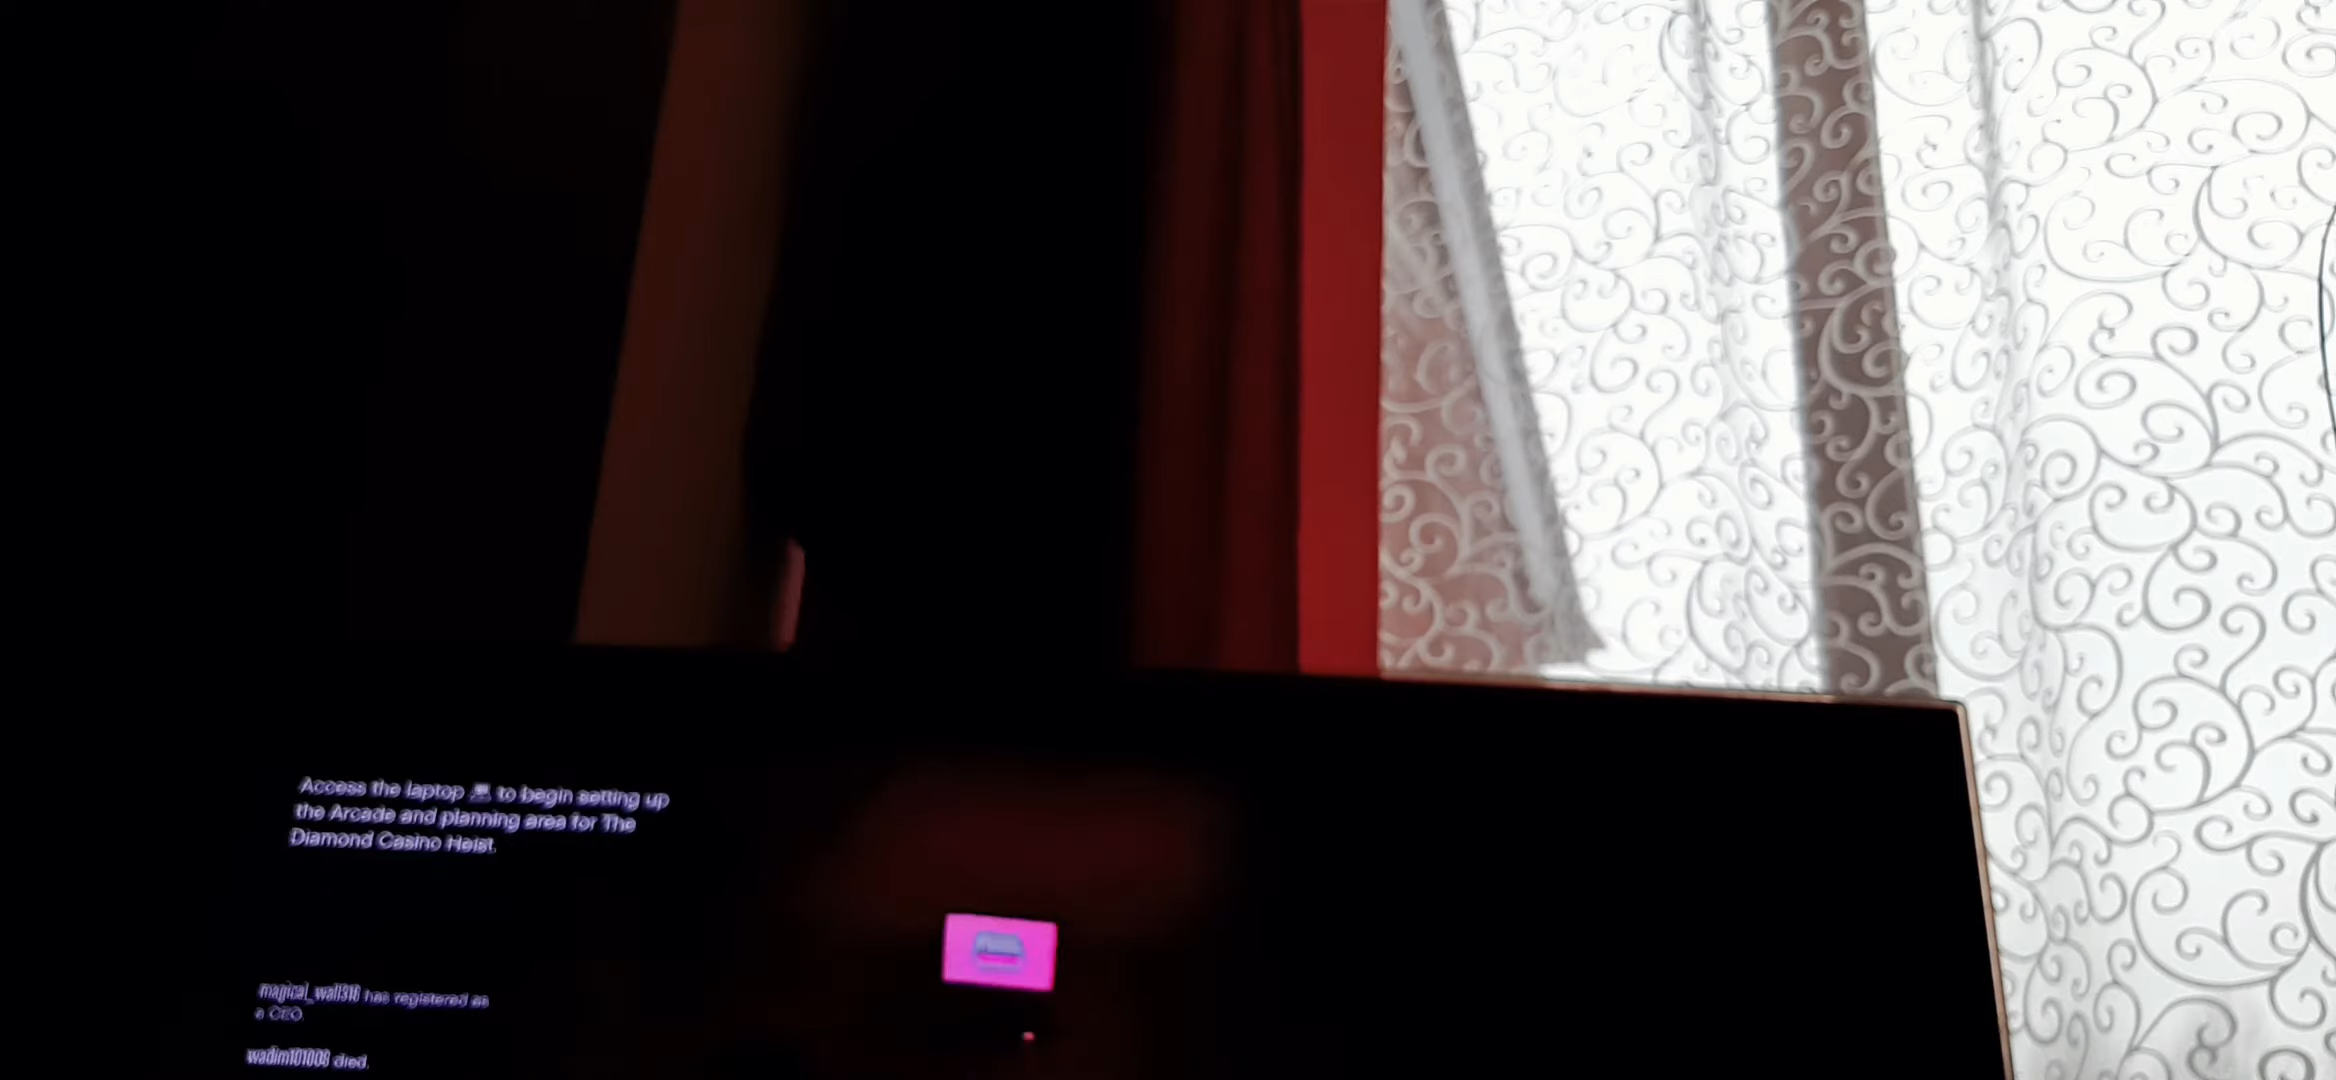 Access the laptop to begin setting up
the Arcade and planning area for The
Diamond Casino Heist.
magical_wall316 has registered as
a CEO.
wadim101008 died.